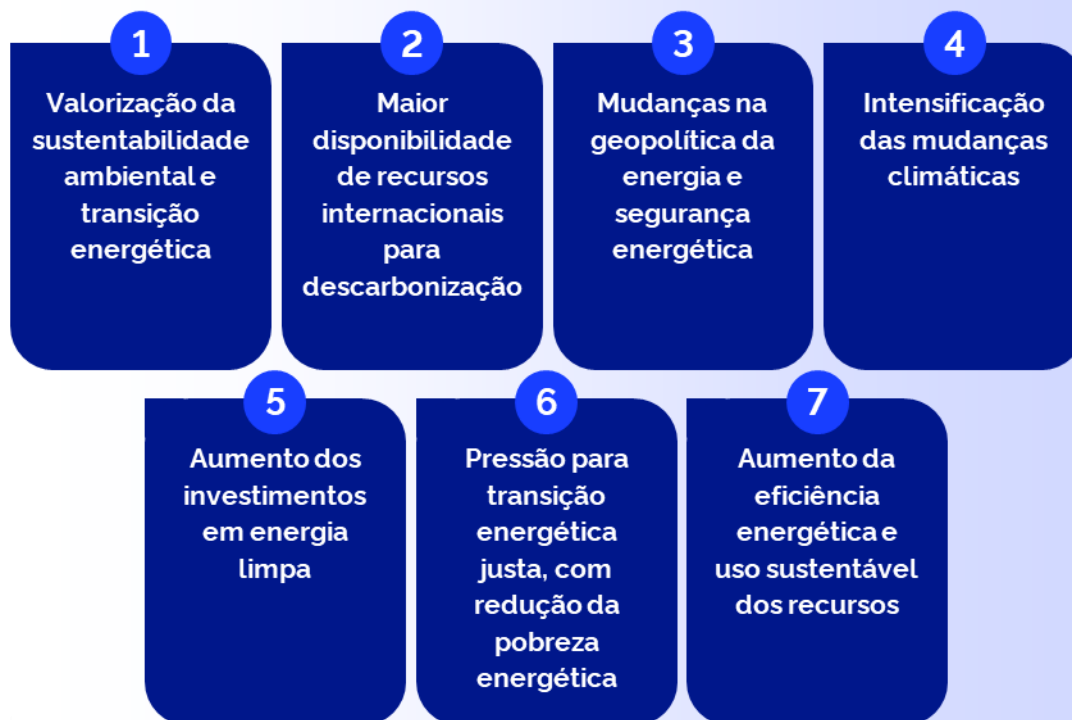 1
Valorização da
sustentabilidade
ambiental e
transição
energética
2
Maior
disponibilidade
de recursos
internacionais
para
descarbonização
3
Mudanças na
geopolítica da
energia e
segurança
energética
4
Intensificação
das mudanças
climáticas
5
Aumento dos
investimentos
em energia
limpa
6
Pressão para
transição
energética
justa, com
redução da
pobreza
energética
7
Aumento da
eficiência
energética e
uso sustentável
dos recursos